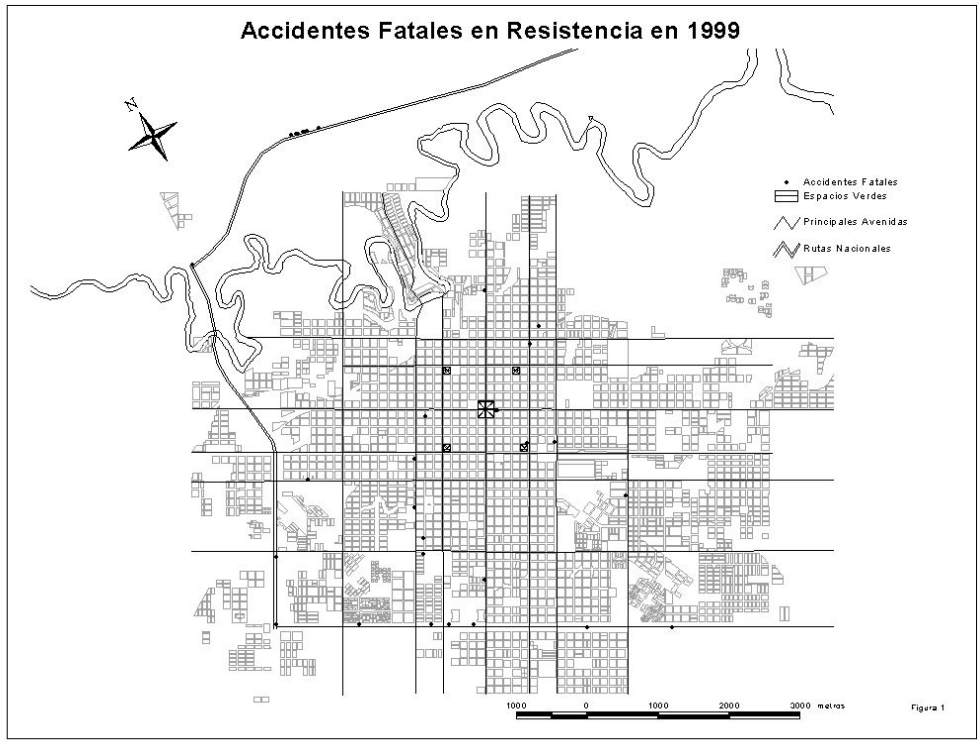 Accidentes Fatales en Resistencia en 1999
N
Accidentes Fatales
Espacios Verdes
Principales Avenidas
Rutas Nacionales
1000 0 1000 2000 3000 metros
Figura 1